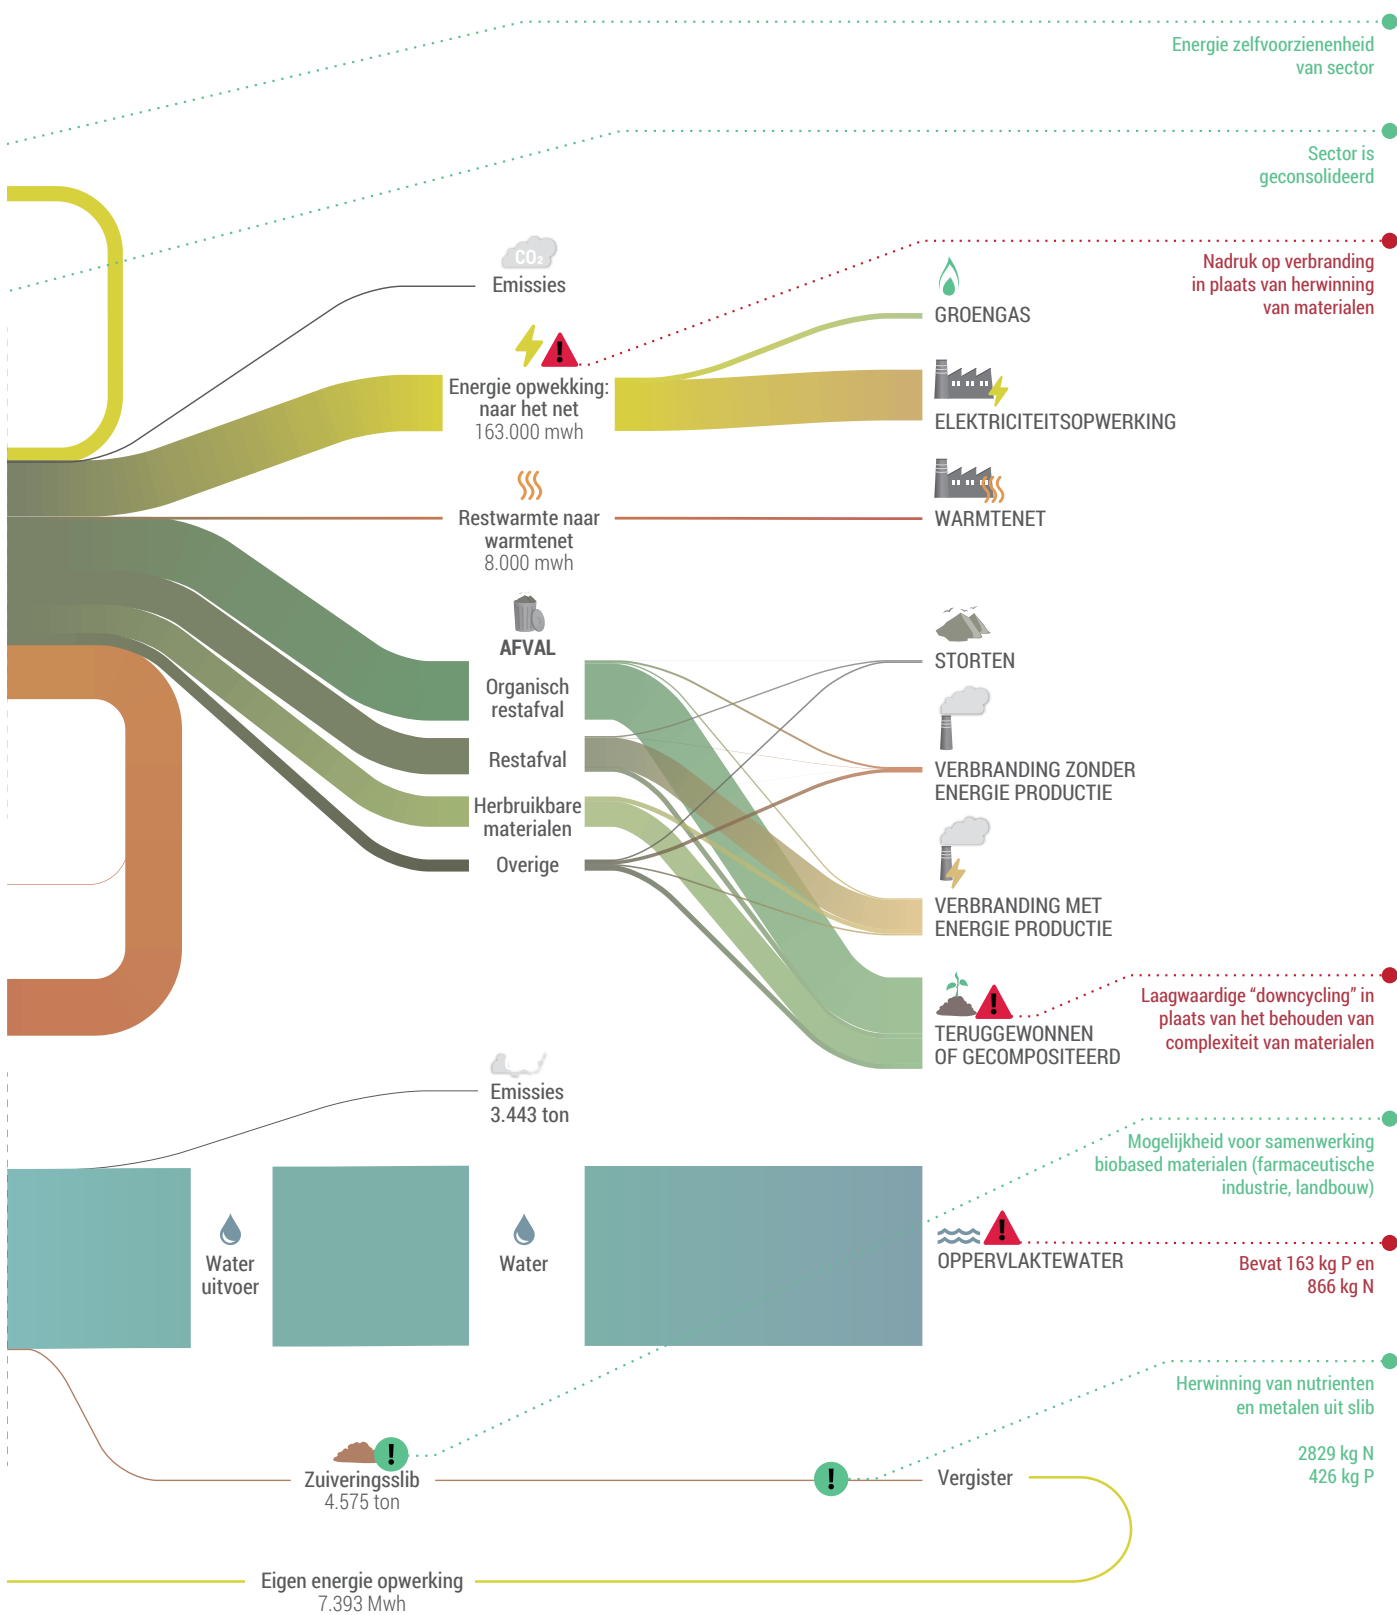 Energie zelfvoorzienenheid
van sector
Sector is
geconsolideerd
CO₂
Emissies
Nadruk op verbranding
in plaats van herwinning
van materialen
GROENGAS
Energie opwekking:
naar het net
163.000 mwh
ELEKTRICITEITSOPWERKING
Restwarmte naar
warmtenet
8.000 mwh
WARMTENET
AFVAL
Organisch
restafval
Restafval
Herbruikbare
materialen
Overige
STORTEN
VERBRANDING ZONDER
ENERGIE PRODUCTIE
VERBRANDING MET
ENERGIE PRODUCTIE
TERUGGEWONNEN
OF GECOMPOSITEERD
Laagwaardige “downcycling” in
plaats van het behouden van
complexiteit van materialen
Emissies
3.443 ton
Mogelijkheid voor samenwerking
biobased materialen (farmaceutische
industrie, landbouw)
Water
uitvoer
Water
OPPERVLAKTEWATER
Bevat 163 kg P en
866 kg N
Herwinning van nutrienten
en metalen uit slib
2829 kg N
426 kg P
Zuiveringsslib
4.575 ton
Vergister
Eigen energie opwerking
7.393 Mwh